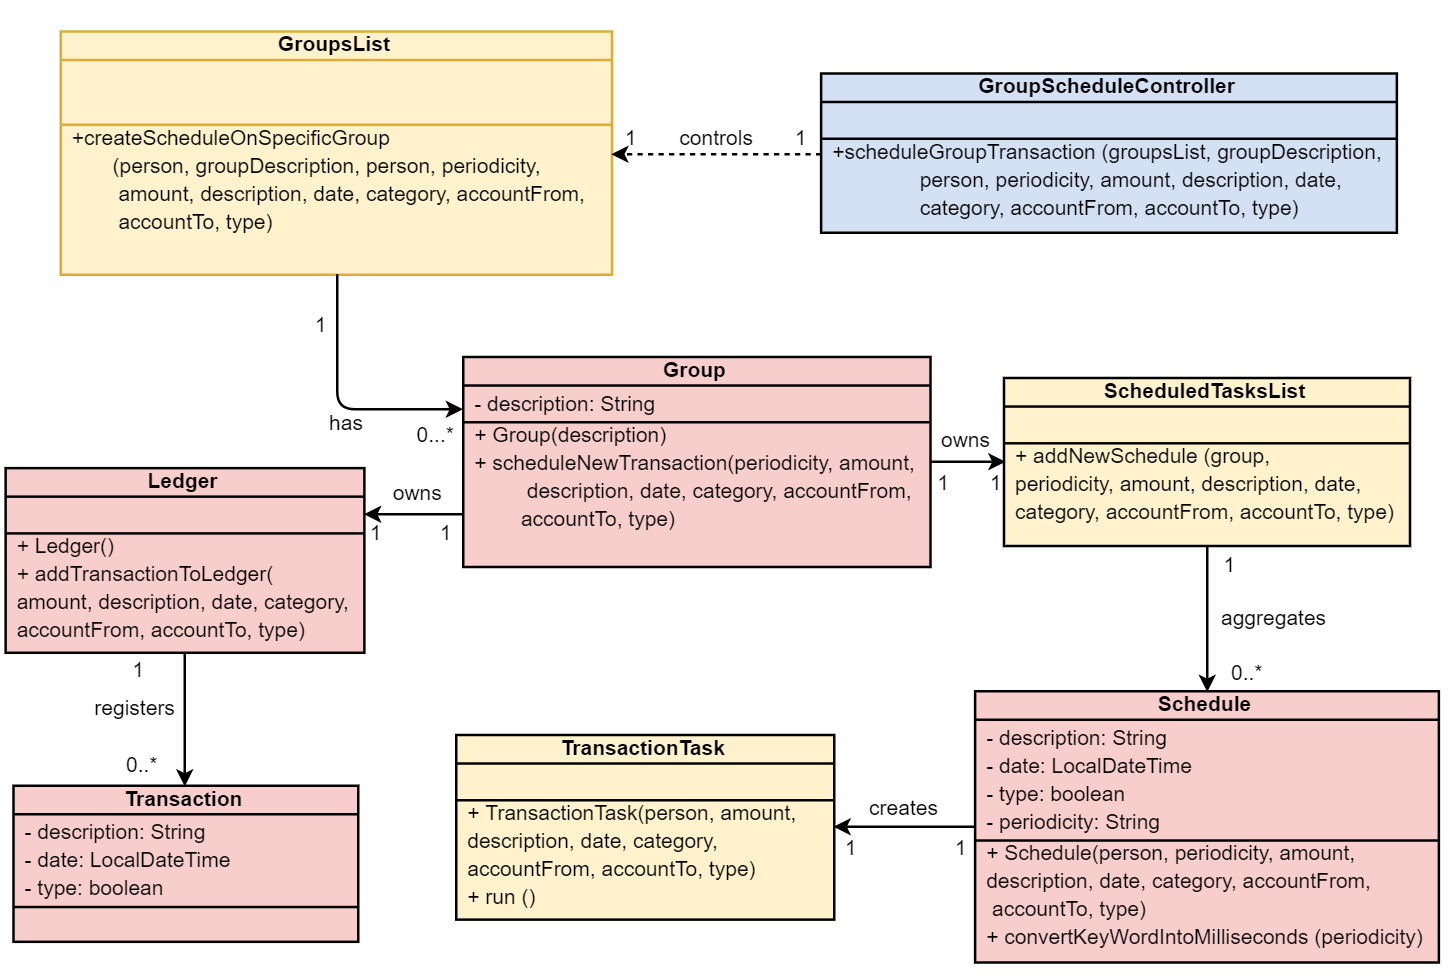 GroupsList
+createScheduleOnSpecificGroup
(person, groupDescription, person, periodicity,
amount, description, date, category, accountFrom,
accountTo, type)
1 controls 1
GroupScheduleController
+scheduleGroupTransaction (groupsList, groupDescription,
person, periodicity, amount, description, date,
category, accountFrom, accountTo, type)
1
has
0...*
Group
- description: String
+ Group(description)
+ scheduleNewTransaction(periodicity, amount,
description, date, category, accountFrom,
accountTo, type)
owns
1 1
ScheduledTasksList
+ addNewSchedule (group,
periodicity, amount, description, date,
category, accountFrom, accountTo, type)
owns
1 1
Ledger
+ Ledger()
+ addTransactionToLedger(
amount, description, date, category,
accountFrom, accountTo, type)
1
registers
0..*
Transaction
- description: String
- date: LocalDateTime
- type: boolean
1
aggregates
0..*
Schedule
- description: String
- date: LocalDateTime
- type: boolean
- periodicity: String
+ Schedule(person, periodicity, amount,
description, date, category, accountFrom,
accountTo, type)
+ convertKeyWordIntoMilliseconds (periodicity)
creates
1 1
TransactionTask
+ TransactionTask(person, amount,
description, date, category,
accountFrom, accountTo, type)
+ run ()